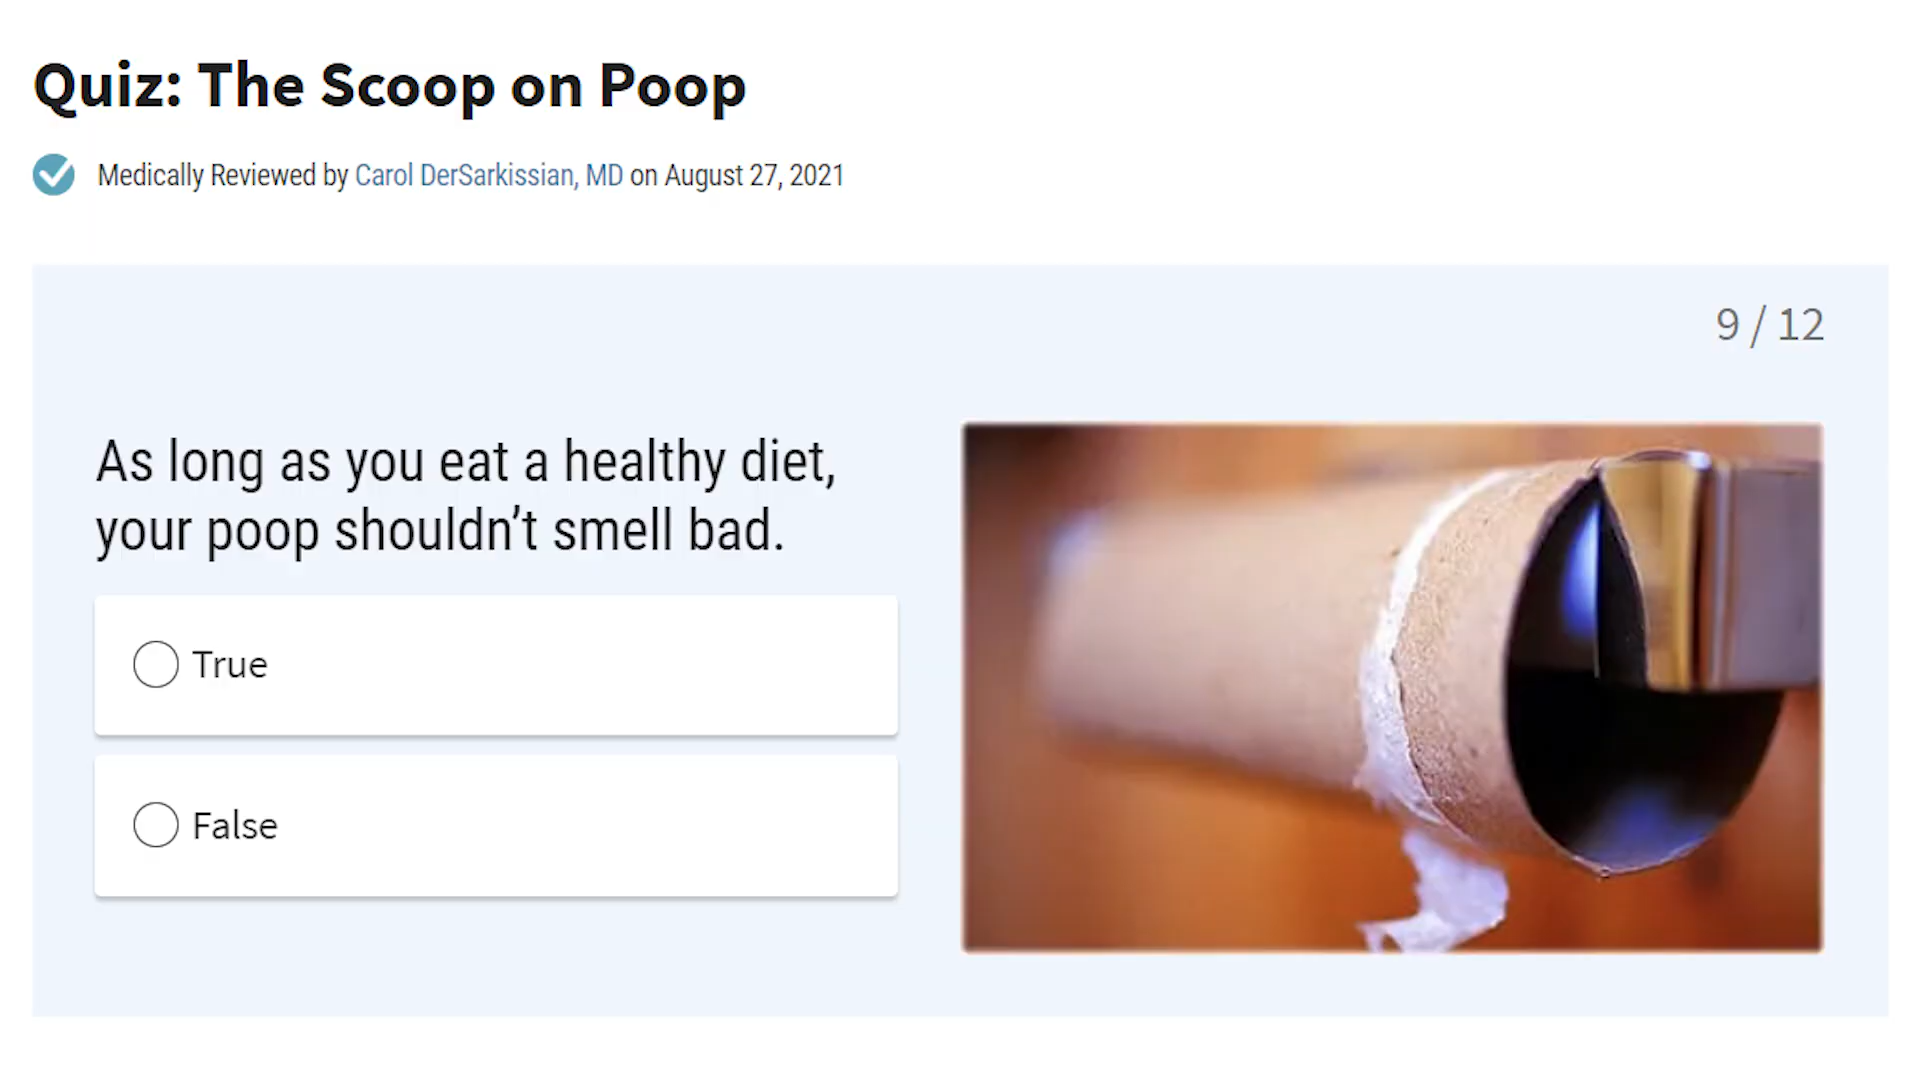 Quiz: The Scoop on Poop
Medically Reviewed by Carol DerSarkissian, MD on August 27, 2021
9 / 12
As long as you eat a healthy diet,
your poop shouldn’t smell bad.
True
False